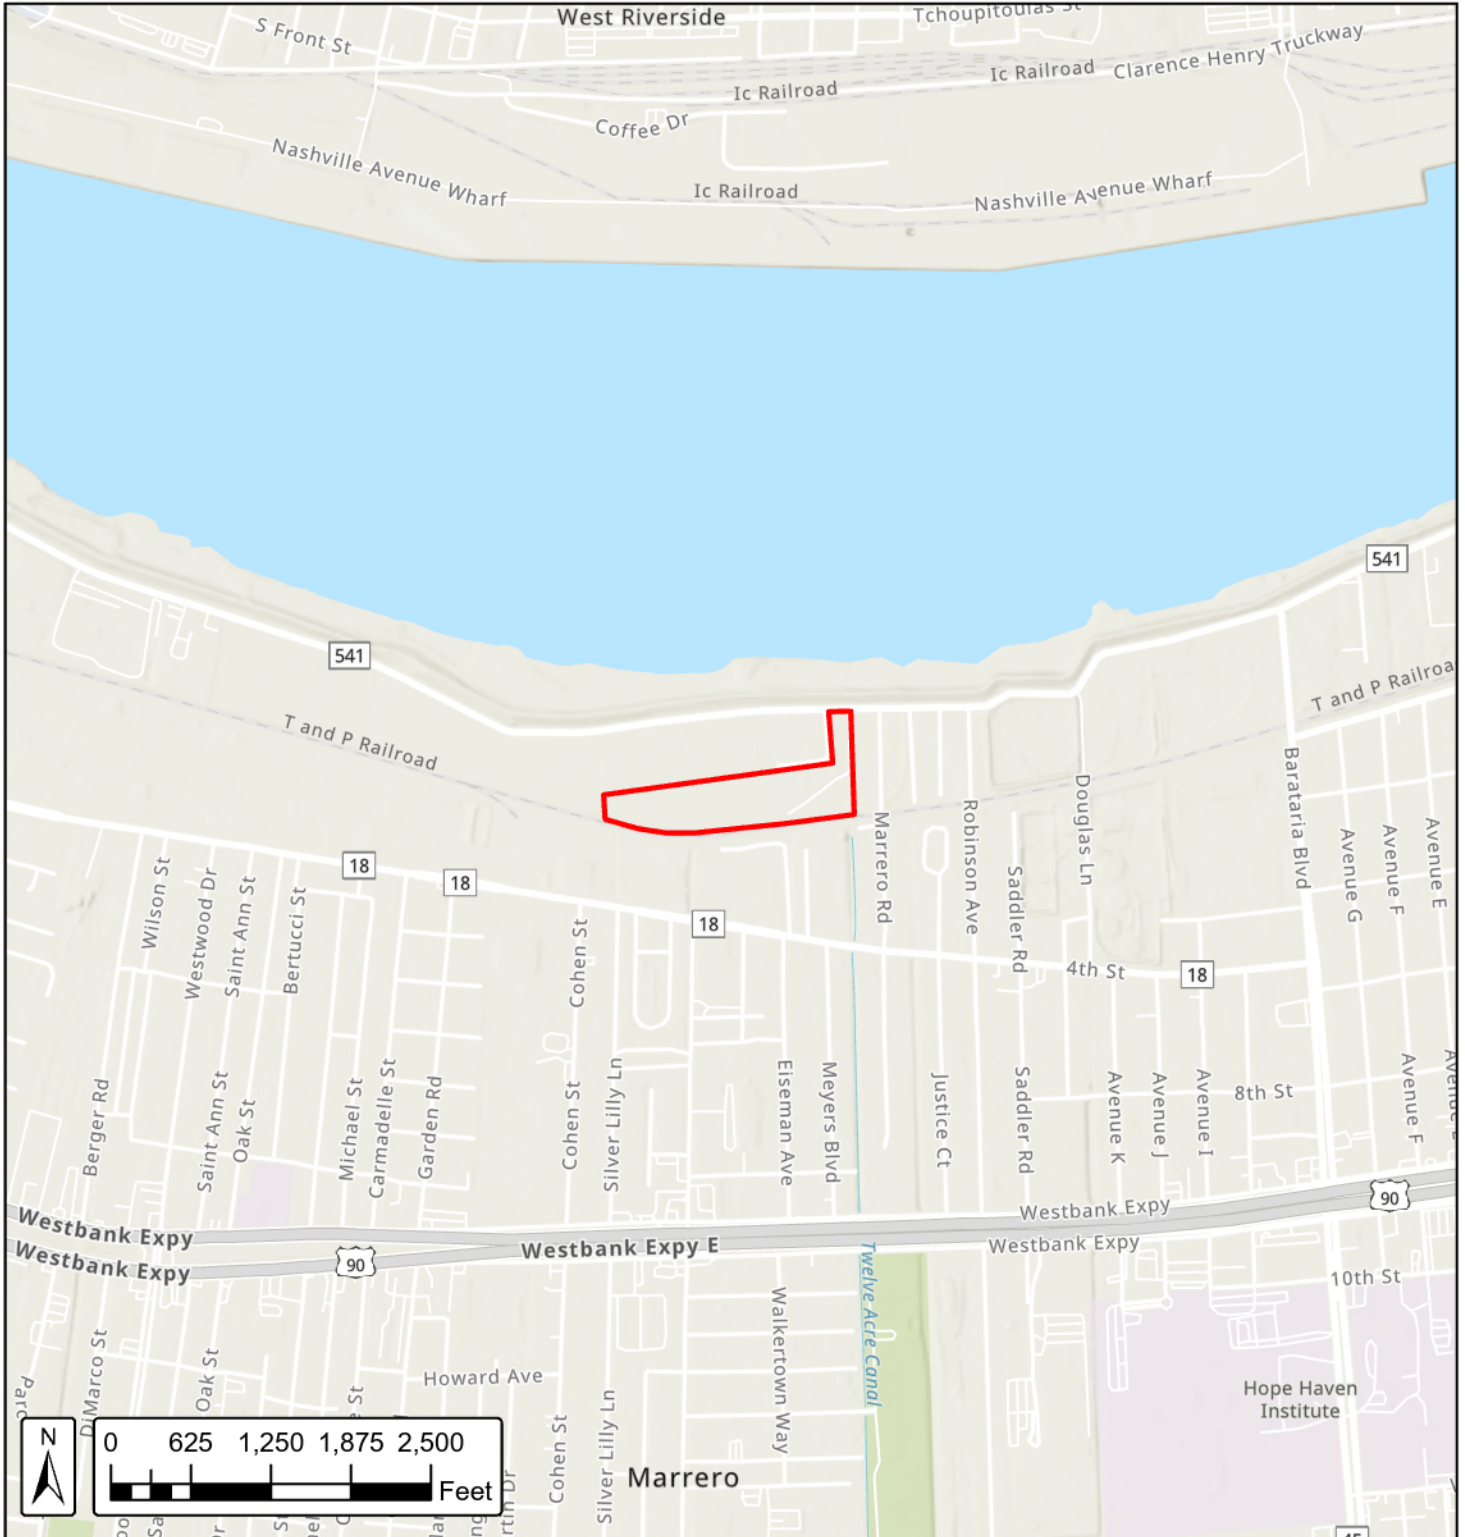 West Riverside
Tchoupitoulas St
S Front St
Clarence Henry Truckway
Ic Railroad
Ic Railroad
Coffee Dr
Nashville Avenue Wharf
Ic Railroad
Nashville Avenue Wharf
541
541
T and P Railroad
T and P Railroa
Barataria Blvd
Douglas Ln
Robinson Ave
Marrero Rd
Avenue G
Avenue F
Avenue E
Wilson St
Westwood Dr
Saint Ann St
Bertucci St
18
18
18
Saddler Rd
Cohen St
4th St
18
Berger Rd
Saint Ann St
Oak St
Michael St
Carmadelle St
Garden Rd
Cohen St
Silver Lilly Ln
Eiseman Ave
Meyers Blvd
Justice Ct
Saddler Rd
Avenue K
Avenue J
Avenue I
8th St
Avenue F
Westbank Expy
Westbank Expy
90
Westbank Expy E
Westbank Expy
Westbank Expy
90
10th St
Twelve Acre Canal
Walkertown Way
DiMarco St
Oak St
Howard Ave
Hope Haven
Institute
Cohen St
Silver Lilly Ln
Marrero
N
0 625 1,250 1,875 2,500
Feet